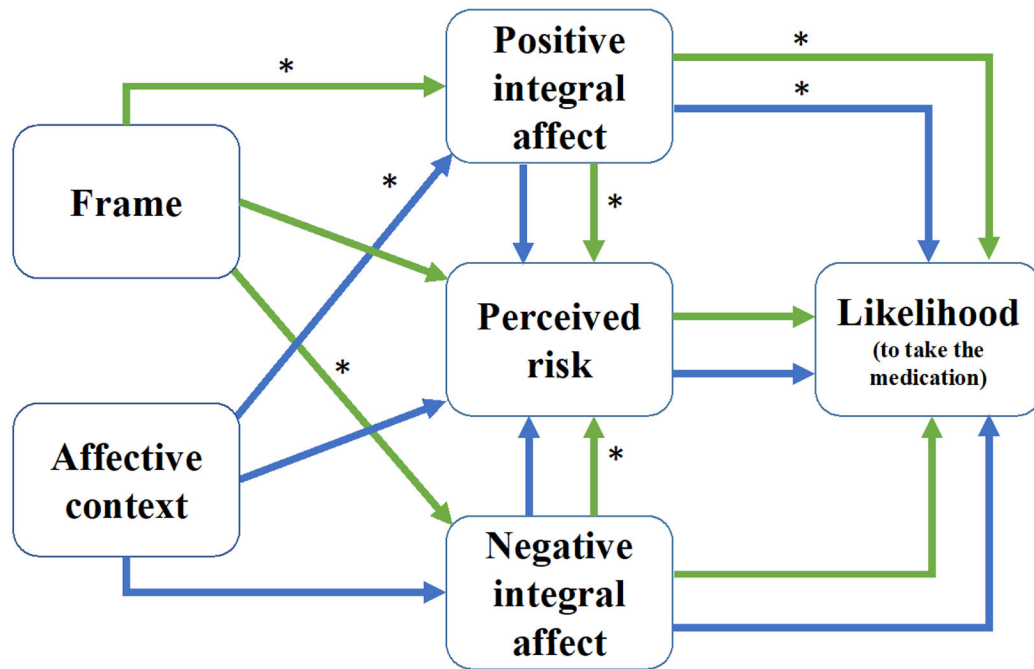 *
Positive
integral
affect
*
*
Frame
*
*
Perceived
risk
Likelihood
(to take the
medication)
*
Affective
context
*
Negative
integral
affect